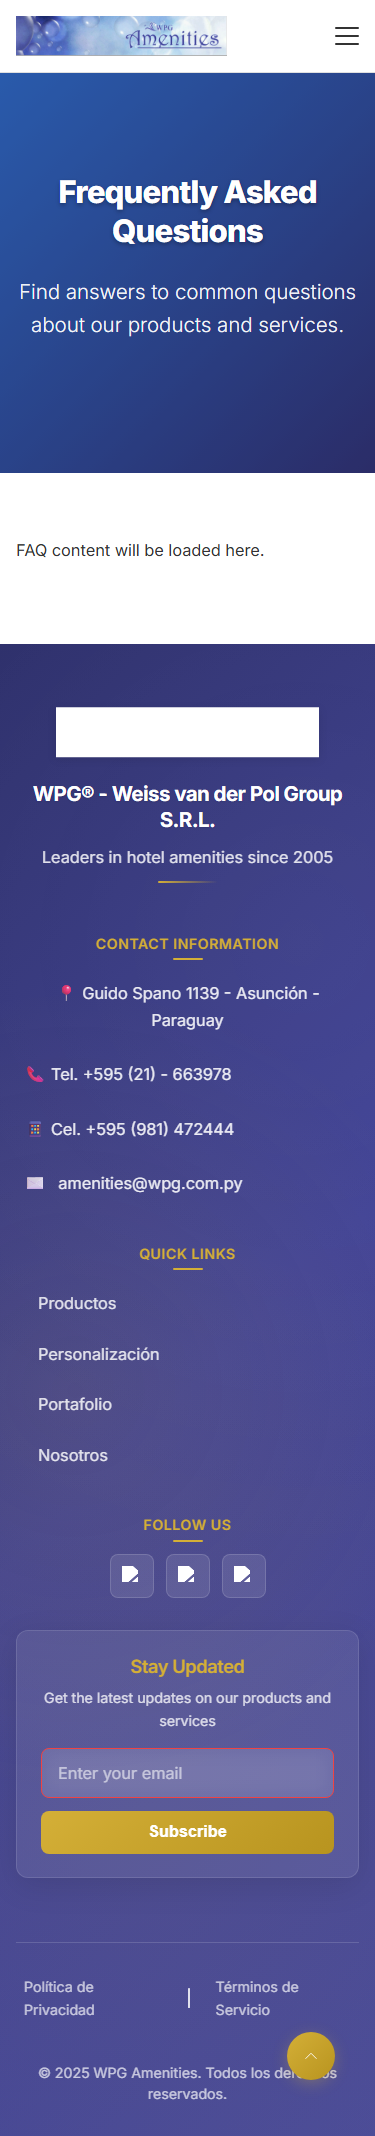 WPG
Amenities
Frequently Asked
Questions
Find answers to common questions
about our products and services.
FAQ content will be loaded here.
WPG® - Weiss van der Pol Group
S.R.L.
Leaders in hotel amenities since 2005
CONTACT INFORMATION
📍 Guido Spano 1139 - Asunción -
Paraguay
📞 Tel. +595 (21) - 663978
📱 Cel. +595 (981) 472444
✉️ amenities@wpg.com.py
QUICK LINKS
Productos
Personalización
Portafolio
Nosotros
FOLLOW US
Stay Updated
Get the latest updates on our products and
services
Enter your email
Subscribe
Política de
Privacidad
|
Términos de
Servicio
© 2025 WPG Amenities. Todos los
reservados.